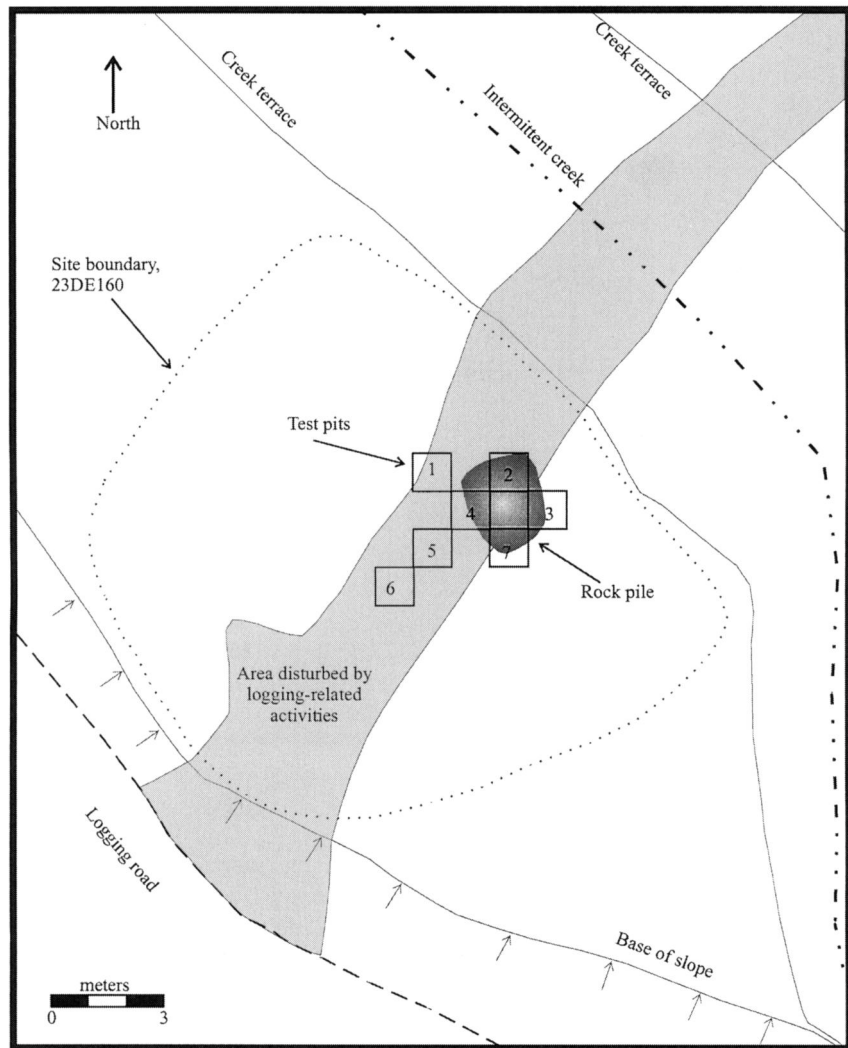 Creek terrace
Creek terrace
Intermittent creek
North
Site boundary,
23DE160
Test pits
1
2
4
3
5
7
6
Rock pile
Area disturbed by
logging-related
activities
Logging road
Base of slope
meters
0
3